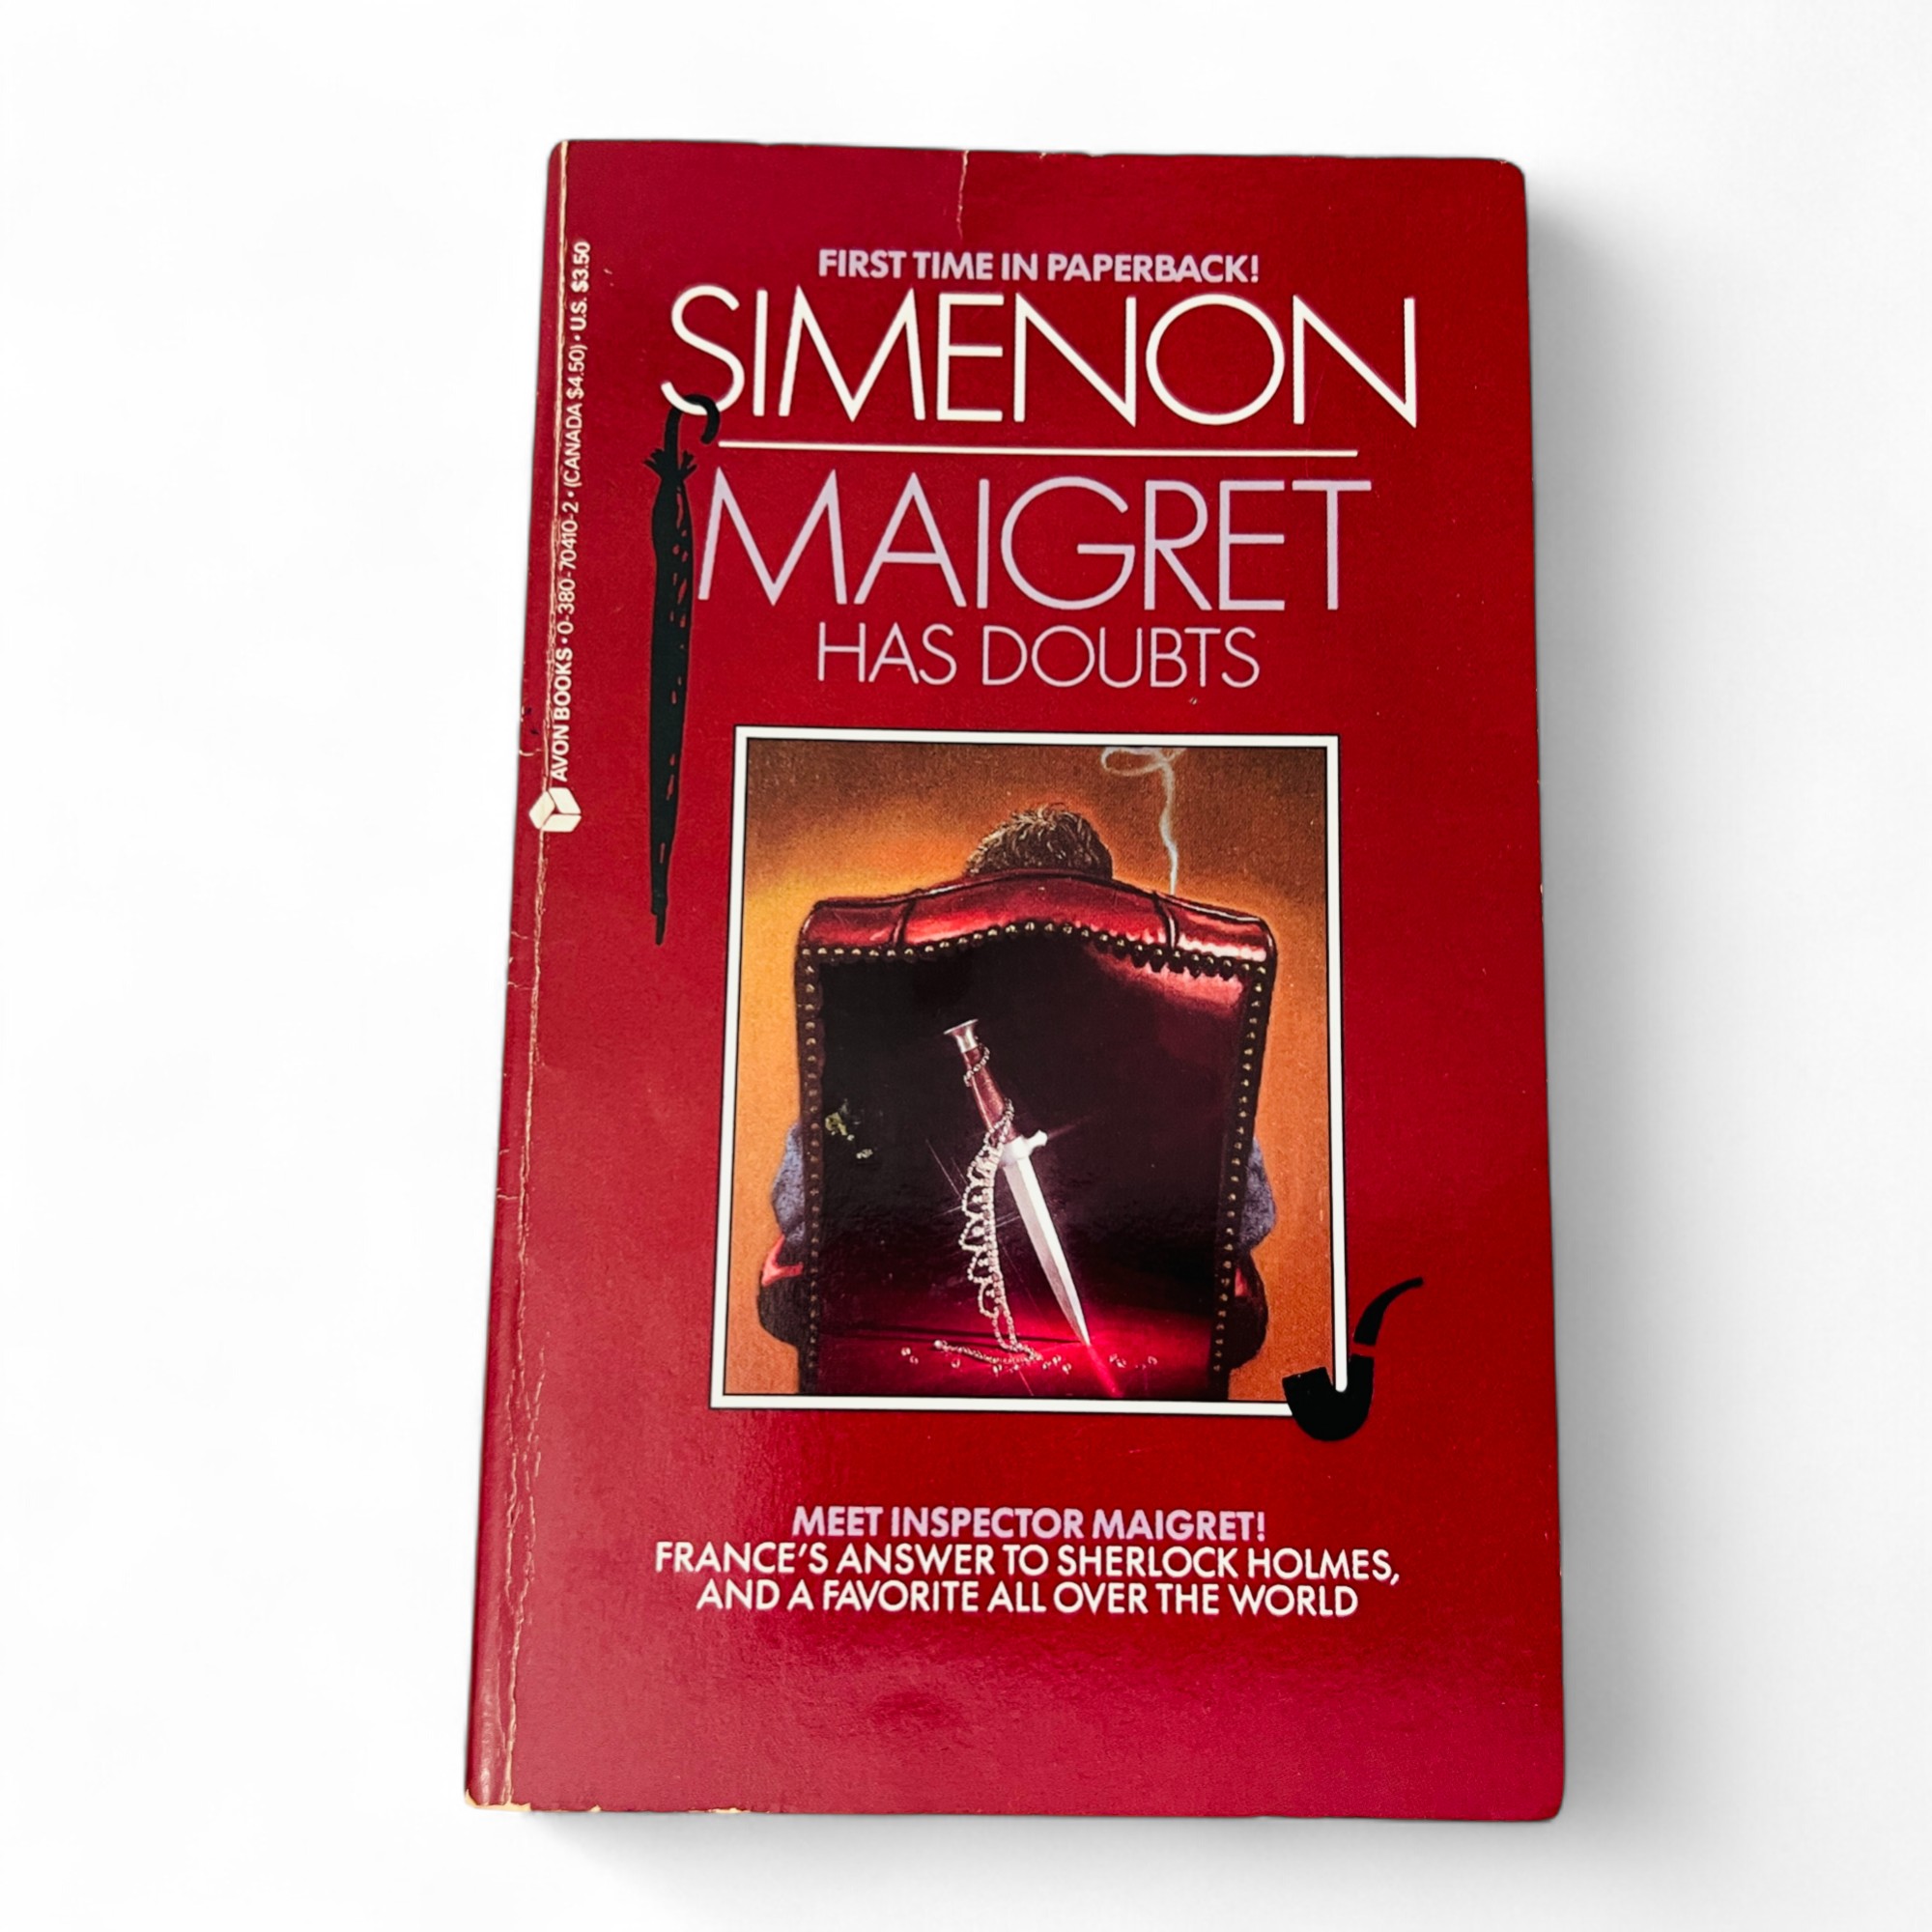 FIRST TIME IN PAPERBACK!
SIMENON
MAIGRET
HAS DOUBTS
AVON BOOKS • 0-380-70410-2 • (CANADA $4.50) • U.S. $3.50
MEET INSPECTOR MAIGRET!
FRANCE'S ANSWER TO SHERLOCK HOLMES,
AND A FAVORITE ALL OVER THE WORLD